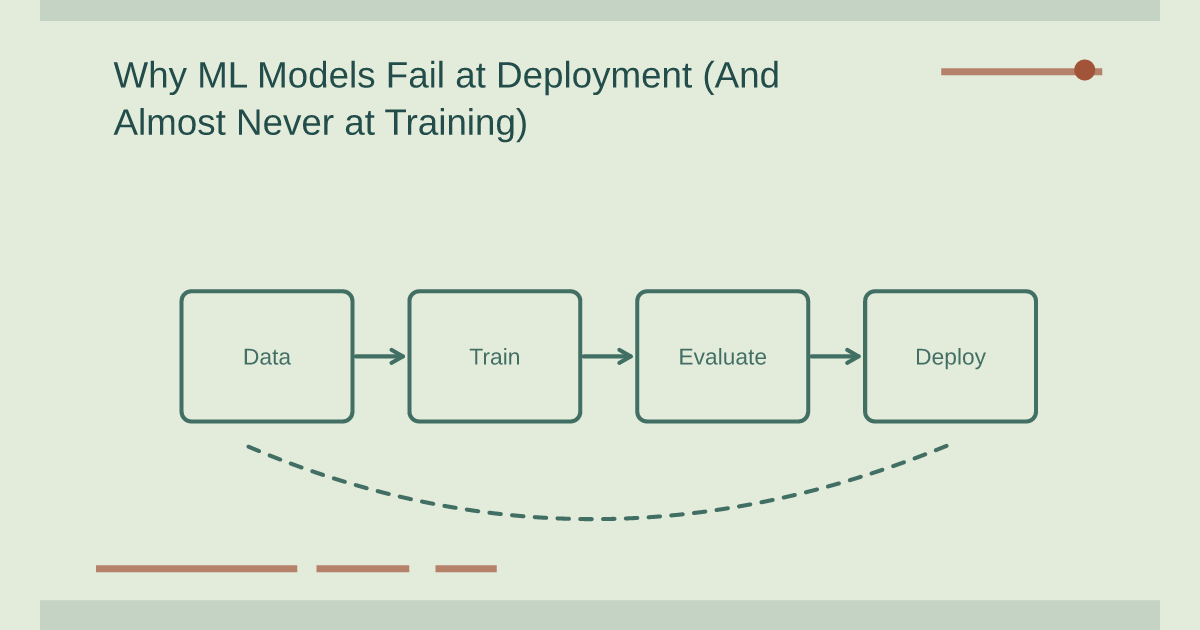 Why ML Models Fail at Deployment (And
Almost Never at Training)
Data
Train
Evaluate
Deploy